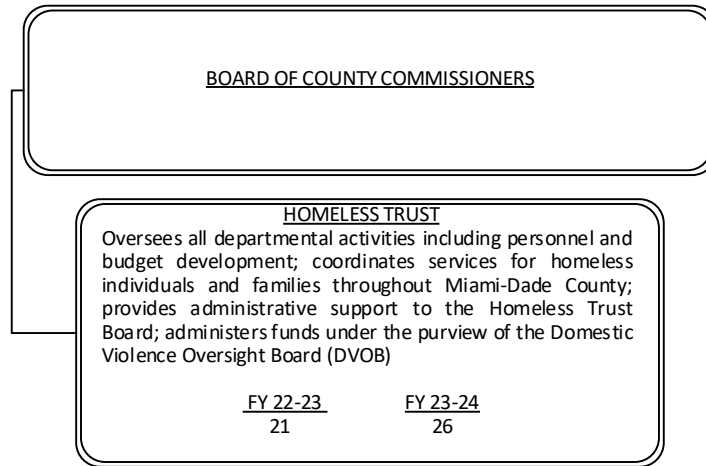 BOARD OF COUNTY COMMISSIONERS
HOMELESS TRUST
Oversees all departmental activities including personnel and
budget development; coordinates services for homeless
individuals and families throughout Miami-Dade County;
provides administrative support to the Homeless Trust
Board; administers funds under the purview of the Domestic
Violence Oversight Board (DVOB)
FY 22-23 FY 23-24
21 26